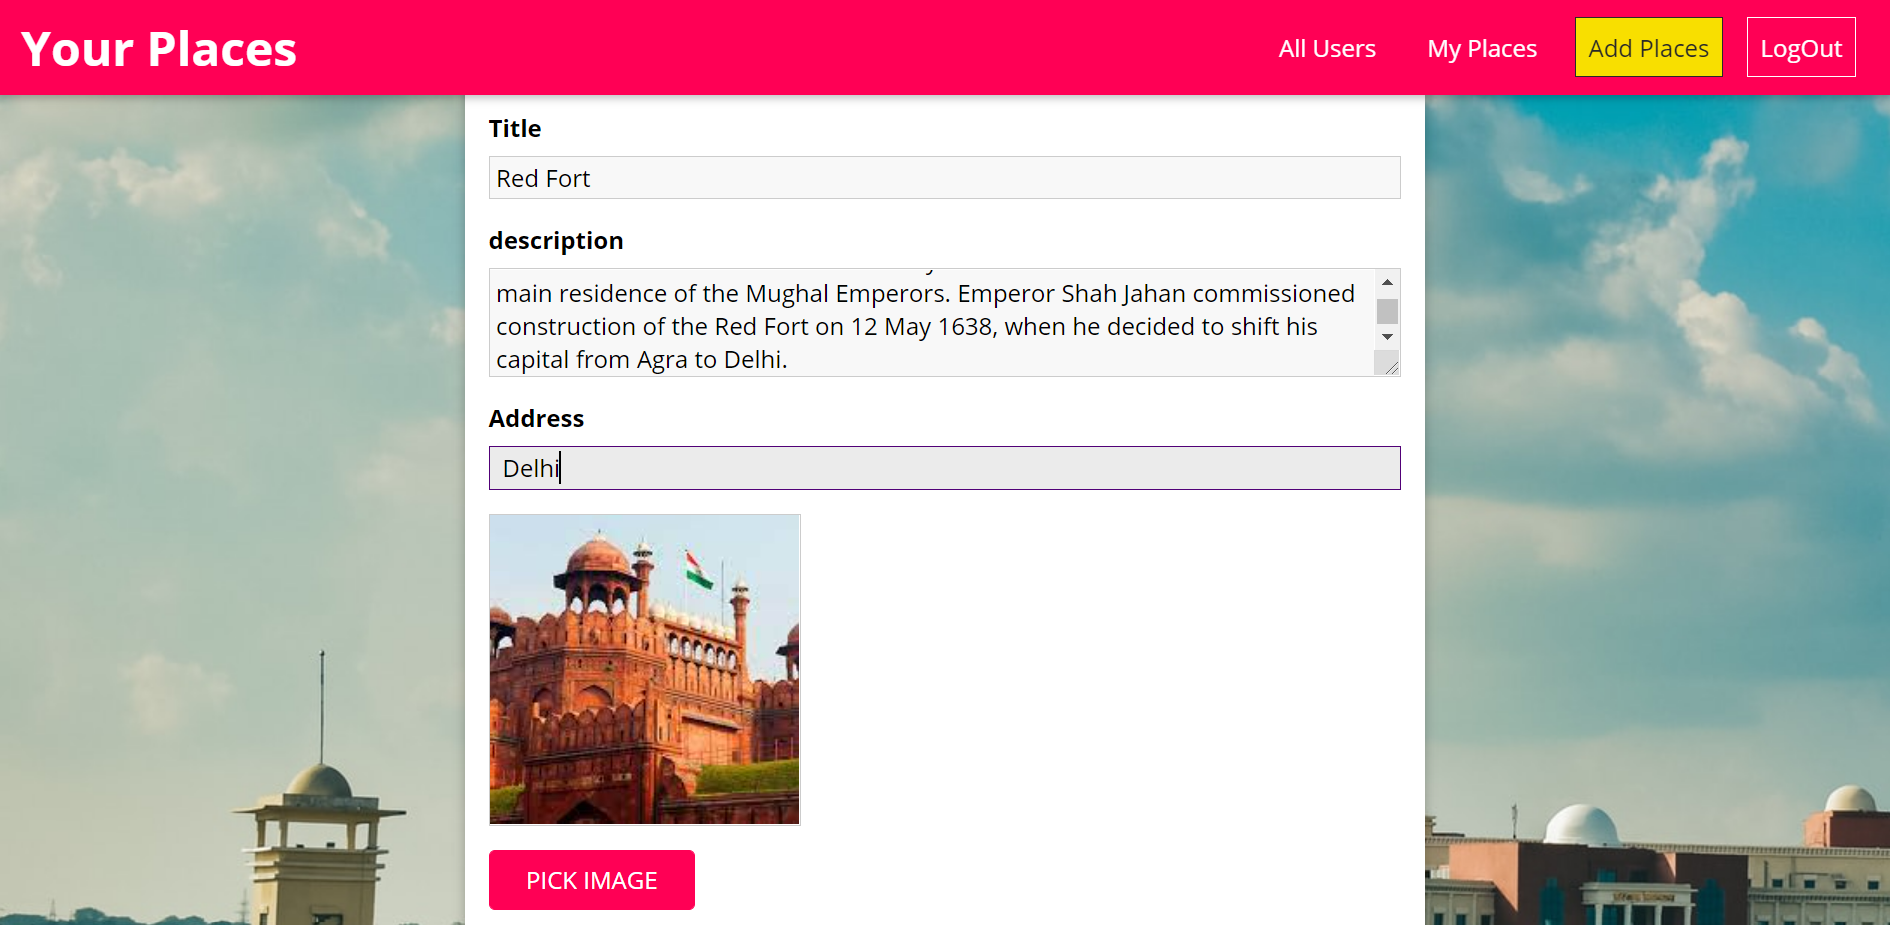 Your Places
All Users My Places Add Places LogOut
Title
Red Fort
description
main residence of the Mughal Emperors. Emperor Shah Jahan commissioned
construction of the Red Fort on 12 May 1638, when he decided to shift his
capital from Agra to Delhi.
Address
Delhi
PICK IMAGE